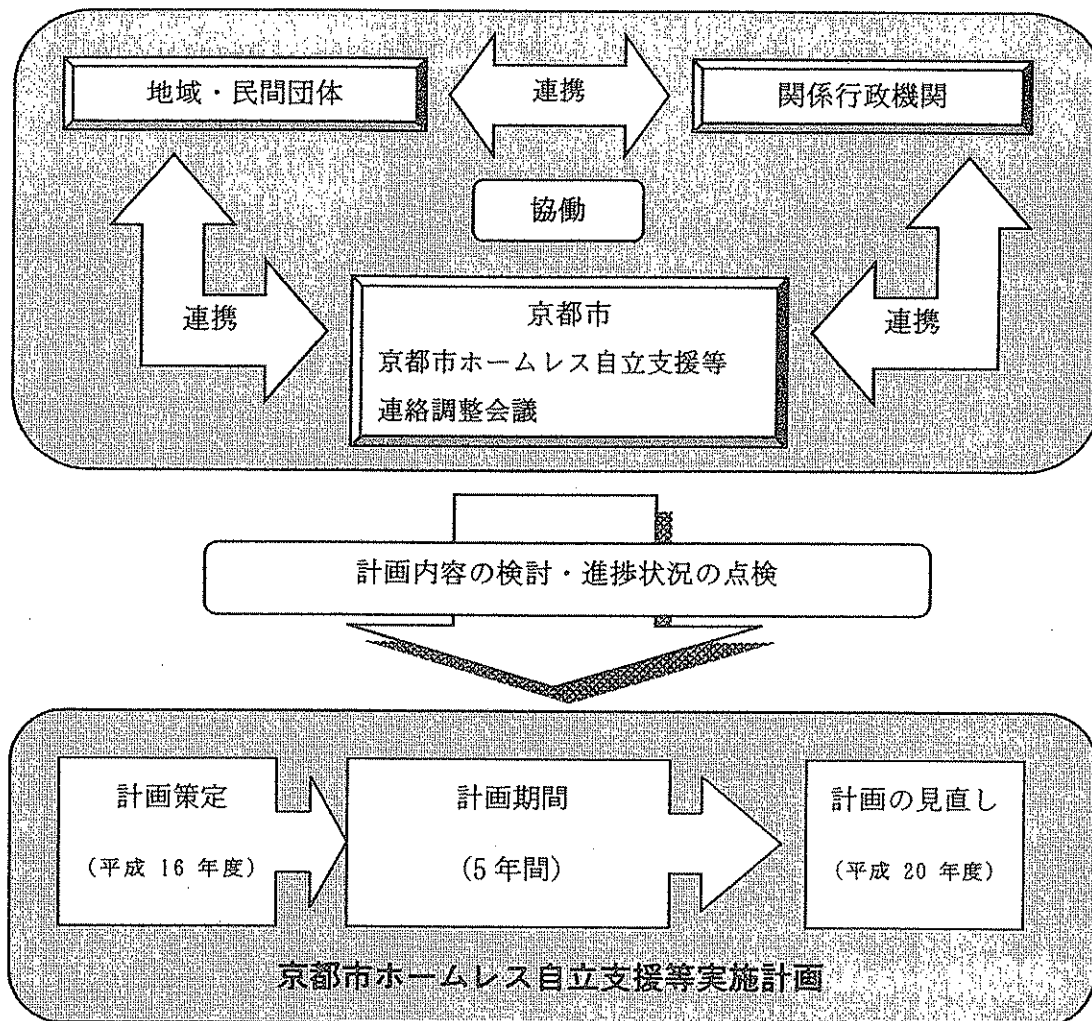 地域・民間団体
連携
関係行政機関
協働
連携
京都市
京都市ホームレス自立支援等
連絡調整会議
連携
計画内容の検討・進捗状況の点検
計画策定
(平成 16 年度)
計画期間
(5 年間)
計画の見直し
(平成 20 年度)
京都市ホームレス自立支援等実施計画